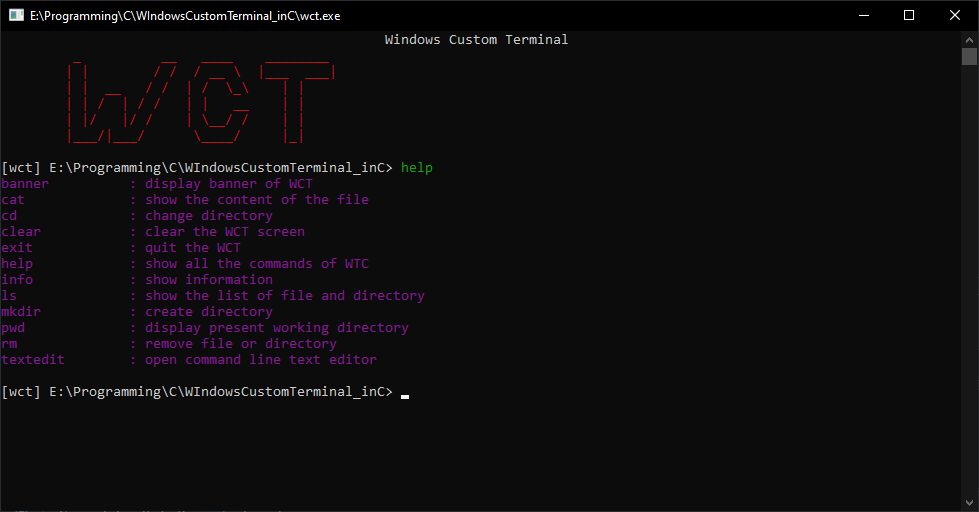 E:\Programming\C\WIndowsCustomTerminal_inC\wct.exe
Windows Custom Terminal
WCT
[wct] E:\Programming\C\WIndowsCustomTerminal_inC> help
banner : display banner of WCT
cat : show the content of the file
cd : change directory
clear : clear the WCT screen
exit : quit the WCT
help : show all the commands of WTC
info : show information
ls : show the list of file and directory
mkdir : create directory
pwd : display present working directory
rm : remove file or directory
textedit : open command line text editor
[wct] E:\Programming\C\WIndowsCustomTerminal_inC>